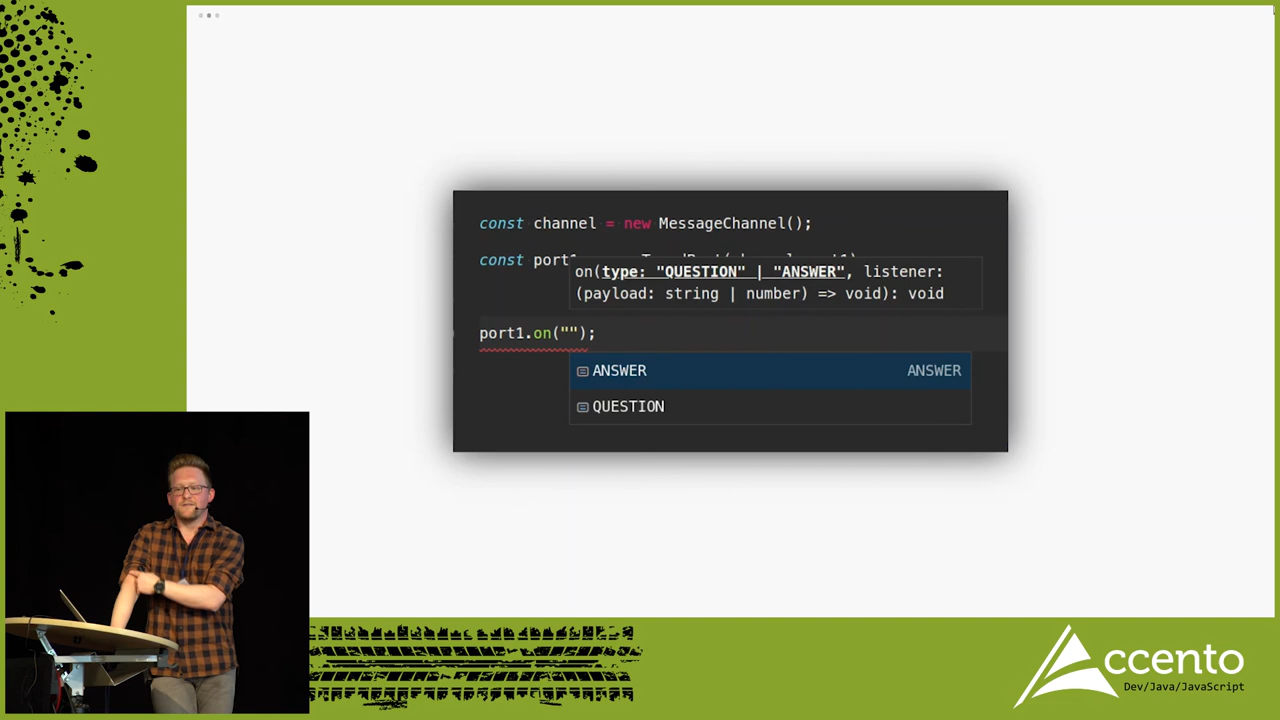 const channel = new MessageChannel();
const port1
on(type: "QUESTION" | "ANSWER", listener:
(payload: string | number) => void): void
port1.on("");
ANSWER ANSWER
QUESTION
Accento
Dev/Java/JavaScript